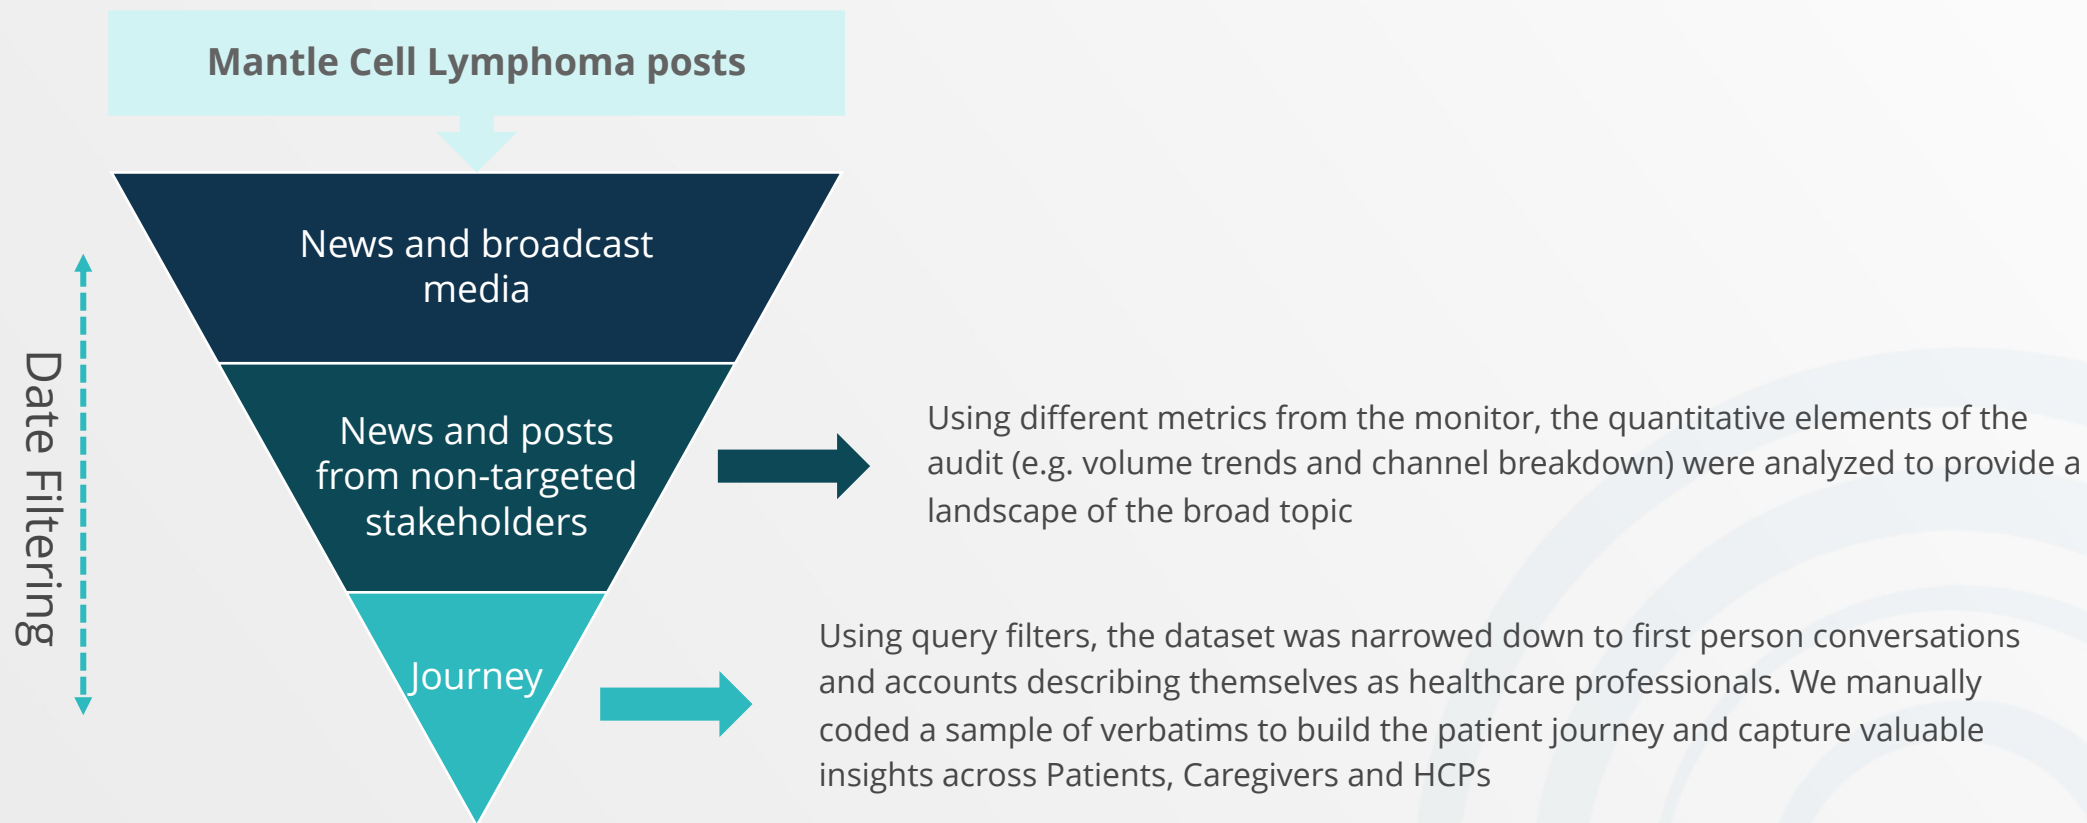 Mantle Cell Lymphoma posts
News and broadcast
media
Date Filtering
News and posts
from non-targeted
stakeholders
Using different metrics from the monitor, the quantitative elements of the
audit (e.g. volume trends and channel breakdown) were analyzed to provide a
landscape of the broad topic
Journey
Using query filters, the dataset was narrowed down to first person conversations
and accounts describing themselves as healthcare professionals. We manually
coded a sample of verbatims to build the patient journey and capture valuable
insights across Patients, Caregivers and HCPs